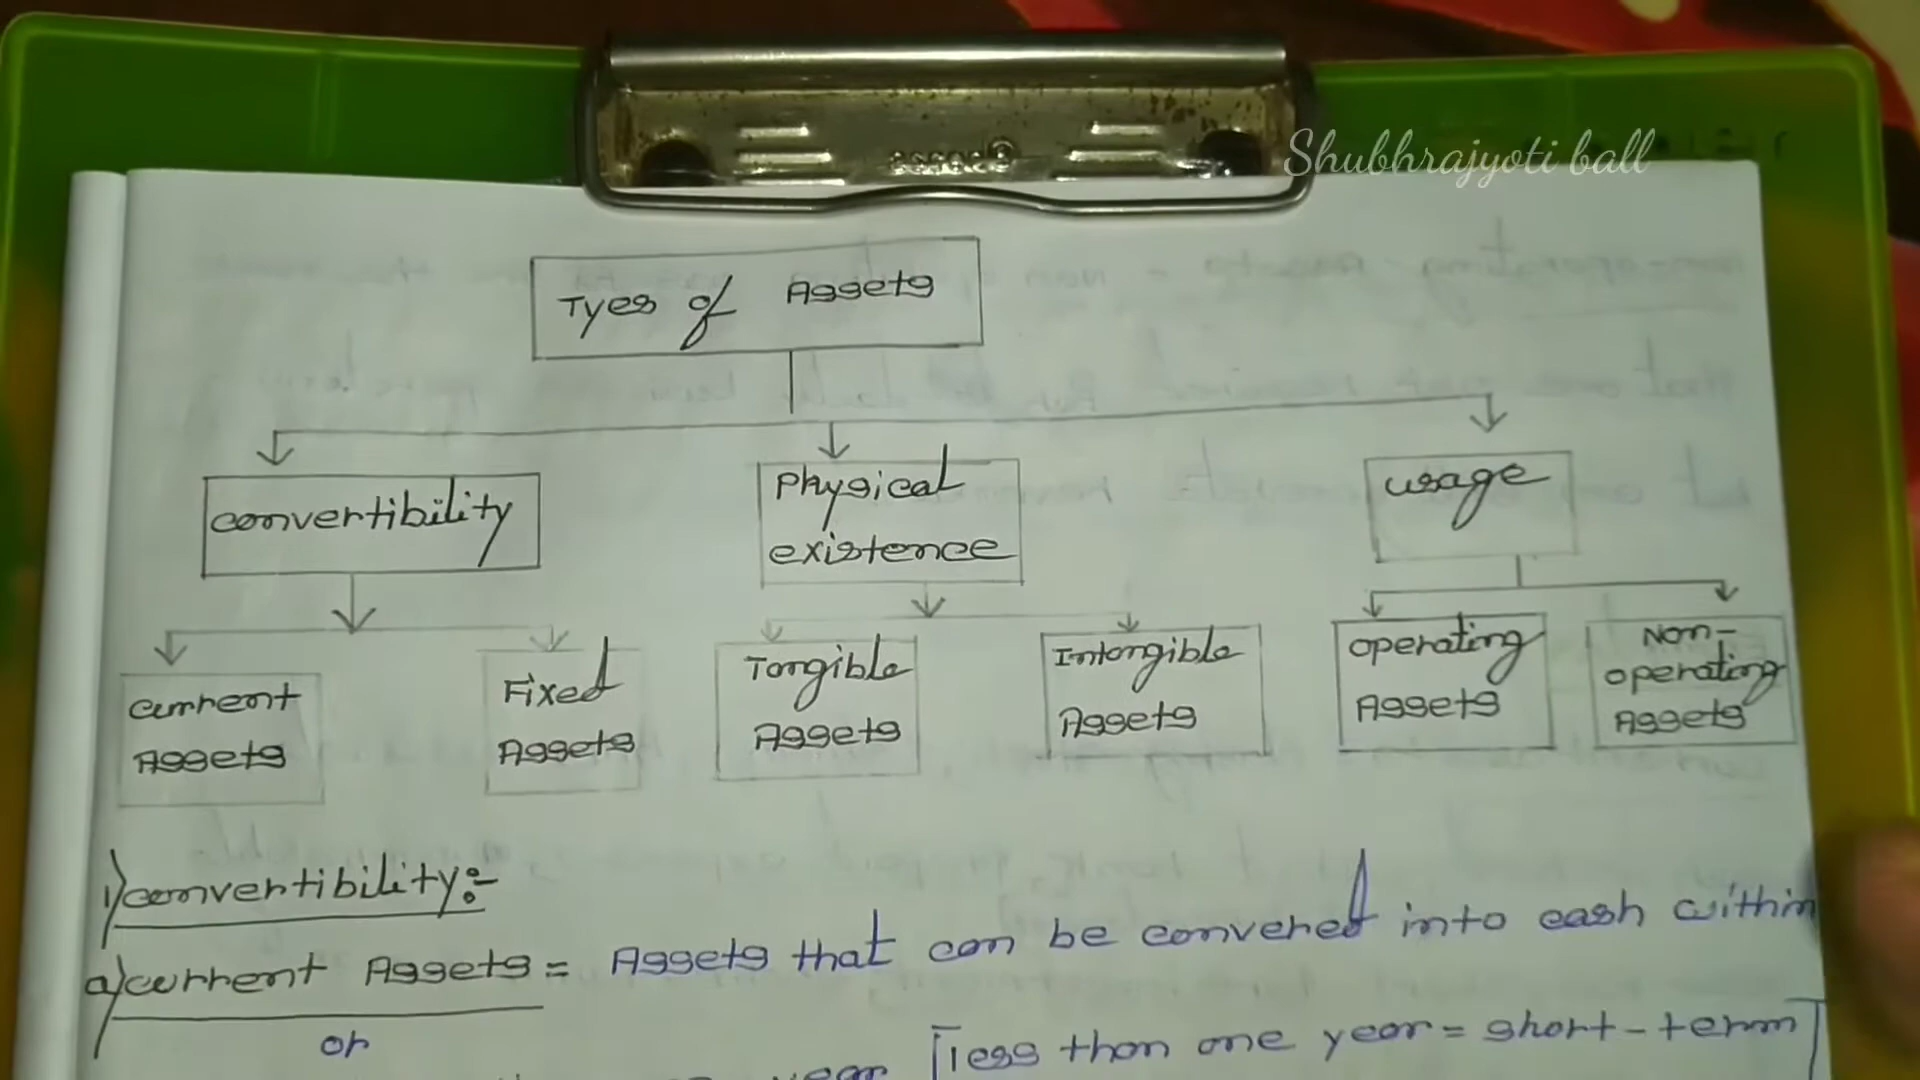 Shubhrajyoti ball
Tyes of Assets
convertibility
Physical
existence
usage
current
Assets
Fixed
Assets
Tangible
Assets
Intangible
Assets
operating
Assets
Non-
operating
Assets
1) convertibility:-
a) current Assets = Assets that can be convered into cash within
or
year [less than one year = short-term]